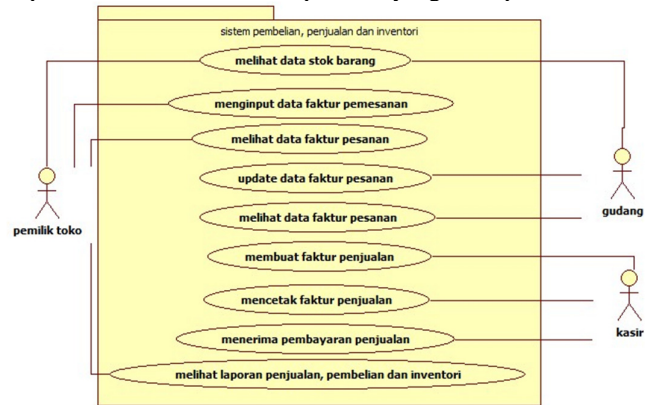 sistem pembelian, penjualan dan inventori
melihat data stok barang
menginput data faktur pemesanan
melihat data faktur pesanan
update data faktur pesanan
melihat data faktur pesanan
membuat faktur penjualan
mencetak faktur penjualan
menerima pembayaran penjualan
melihat laporan penjualan, pembelian dan inventori
pemilik toko
gudang
kasir